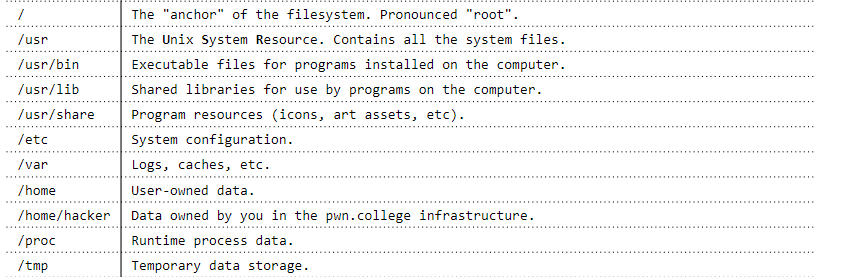 / The "anchor" of the filesystem. Pronounced "root".
/usr The Unix System Resource. Contains all the system files.
/usr/bin Executable files for programs installed on the computer.
/usr/lib Shared libraries for use by programs on the computer.
/usr/share Program resources (icons, art assets, etc).
/etc System configuration.
/var Logs, caches, etc.
/home User-owned data.
/home/hacker Data owned by you in the pwn.college infrastructure.
/proc Runtime process data.
/tmp Temporary data storage.